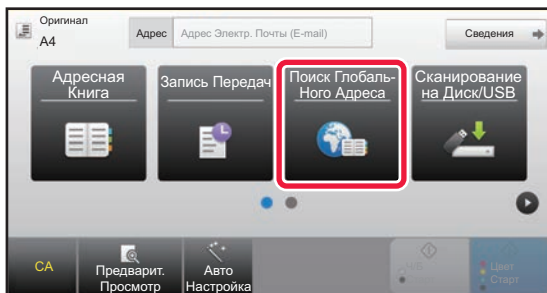 Оригинал
A4
Адрес
Адрес Электр. Почты (E-mail)
Сведения
Адресная
Книга
Запись Передач
Поиск Глобаль-
Ного Адреса
Сканирование
на Диск/USB
CA
Предварит.
Просмотр
Авто
Настройка
Ч/Б
Старт
Цвет
Старт